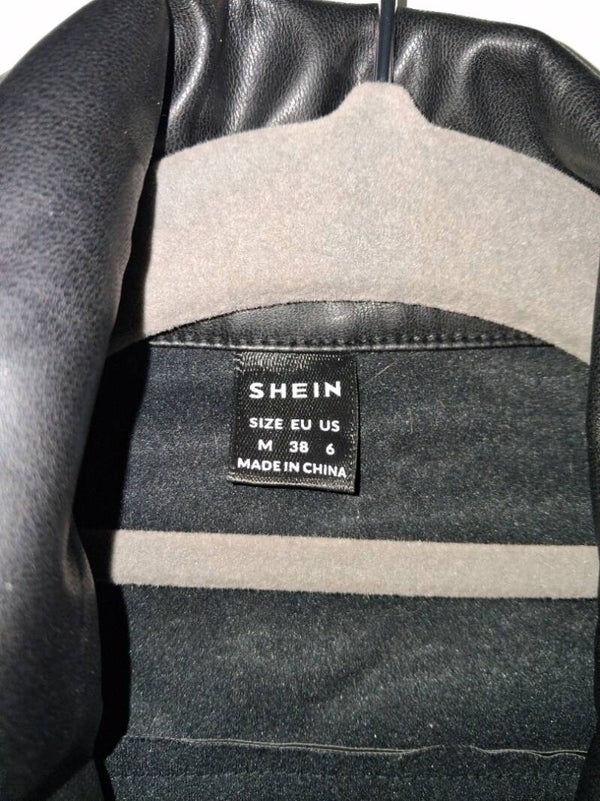 SHEIN
SIZE EU US
M 38 6
MADE IN CHINA